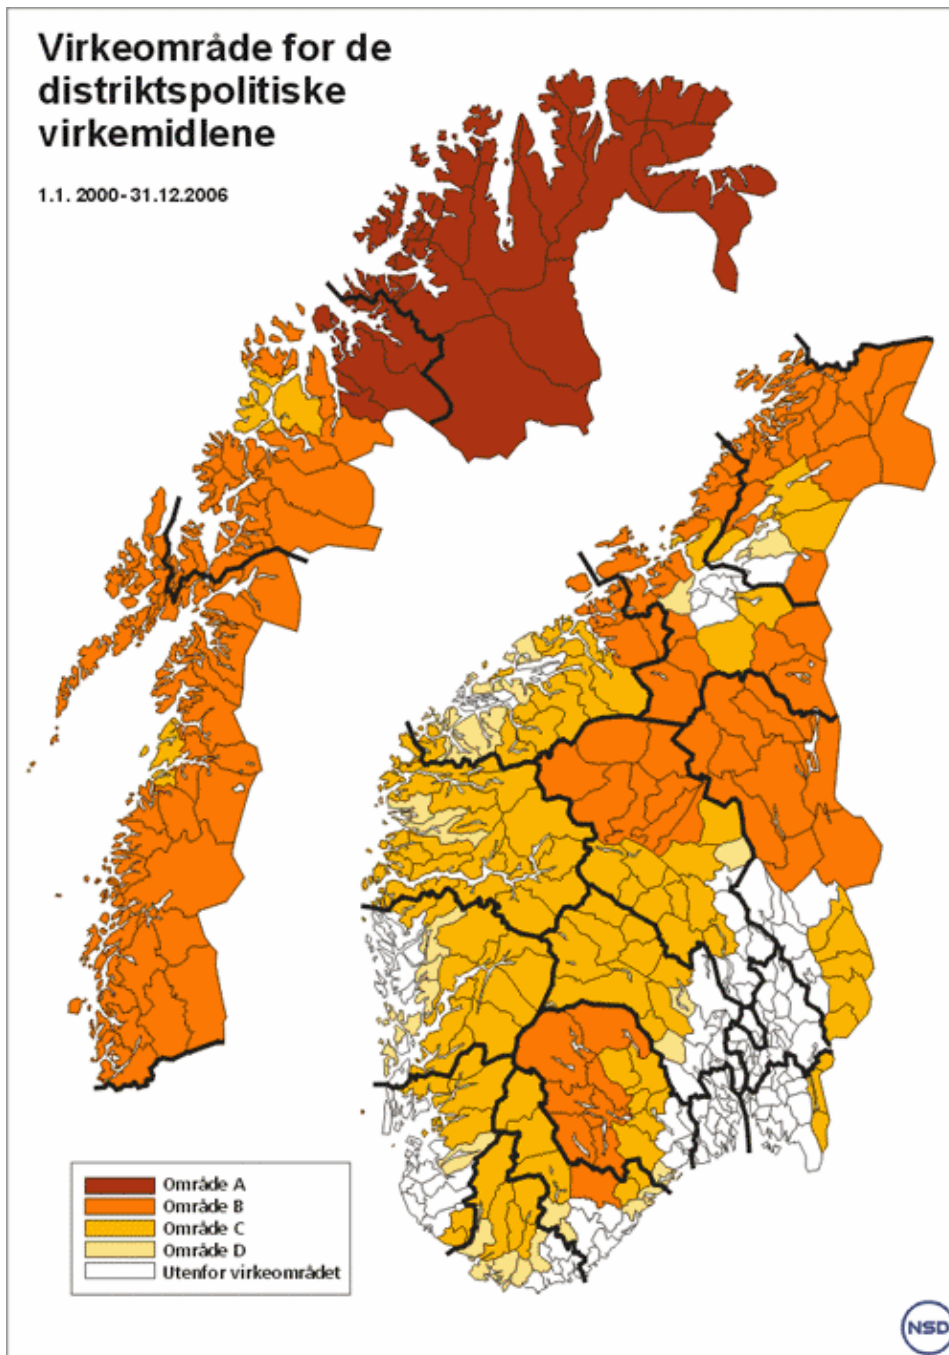 Virkeområde for de
distriktspolitiske
virkemidlene
1.1. 2000-31.12.2006
Område A
Område B
Område C
Område D
Utenfor virkeområdet
NSD